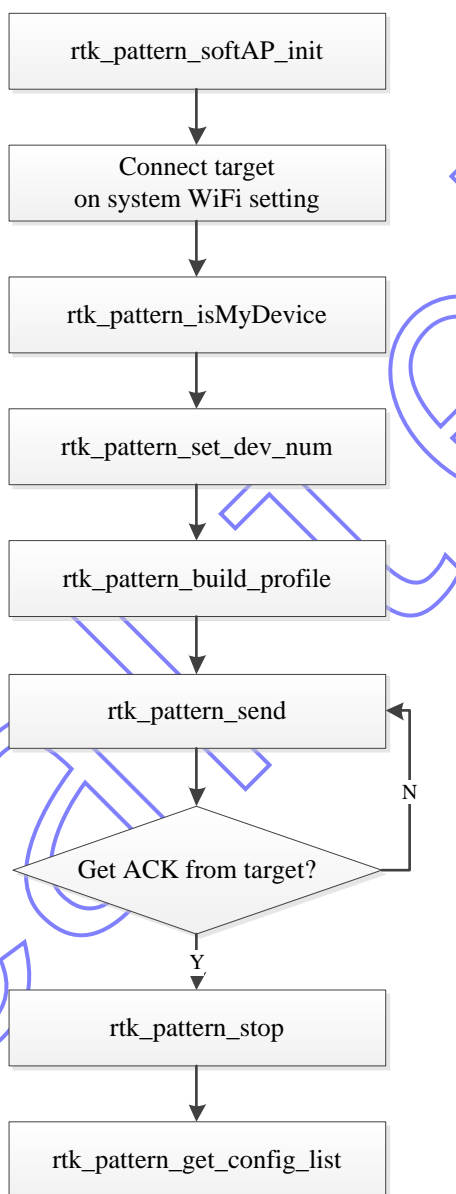 rtk_pattern_softAP_init
Connect target
on system WiFi setting
rtk_pattern_isMyDevice
rtk_pattern_set_dev_num
rtk_pattern_build_profile
rtk_pattern_send
N
Get ACK from target?
Y
rtk_pattern_stop
rtk_pattern_get_config_list